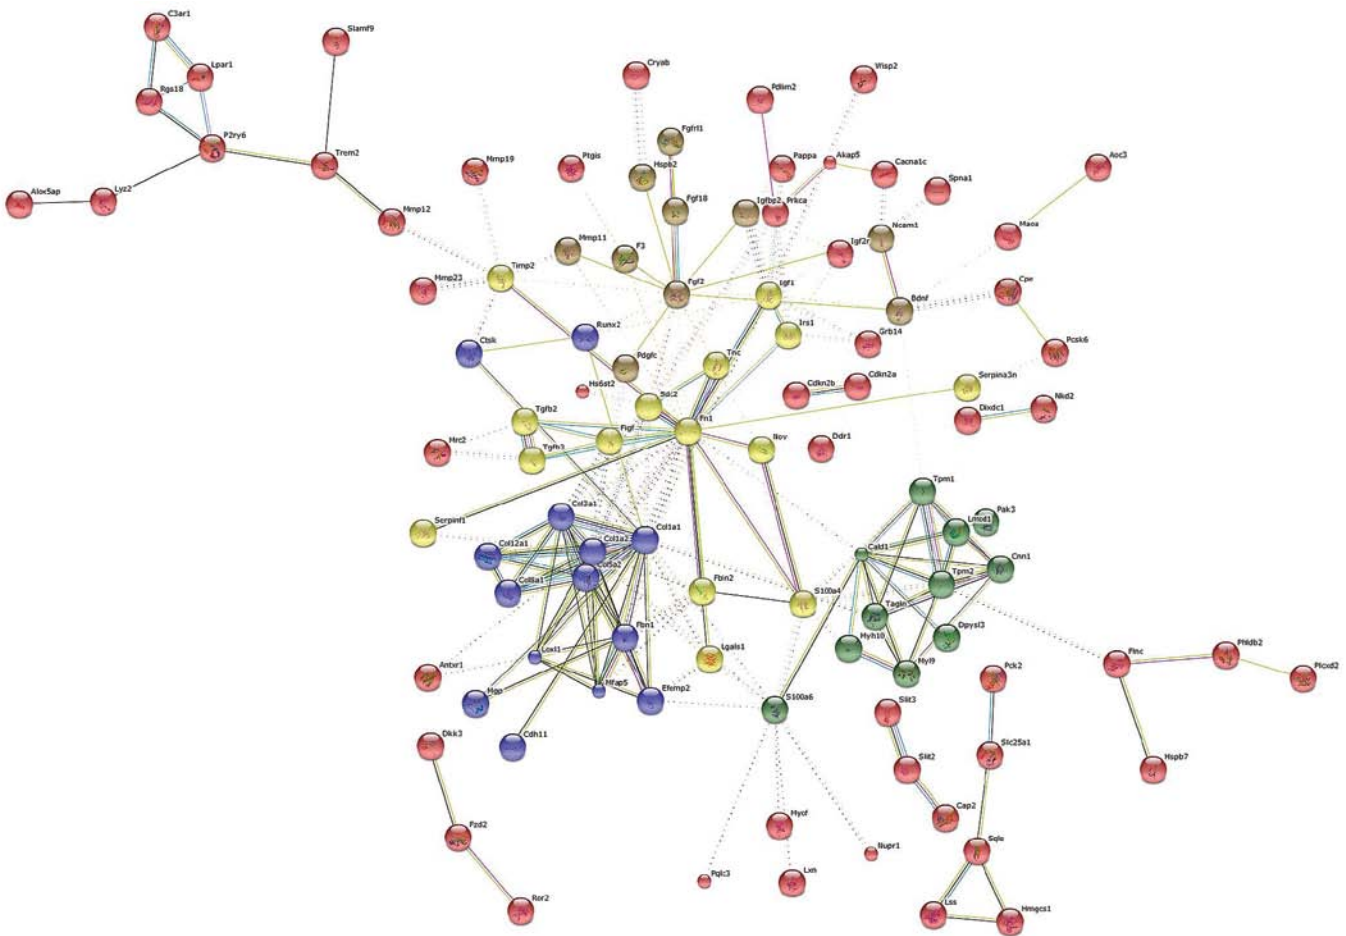 C3ar1
Slamf9
Lpar1
Cryab
Wisp2
Pdlim2
Rgs18
Fgfrl1
P2ry6
Trem2
Mmp19
Ptgis
Hspb2
Pappa
Akap5
Cacna1c
Aoc3
Spna1
Alox5ap
Lyz2
Mmp12
Fgf18
Igfbp2
Prkca
Ncam1
Maoa
Mmp11
F3
Igf2r
Timp2
Mmp23
Fgf2
Igf1
Bdnf
Cpe
Runx2
Irs1
Grb14
Ctsk
Pdgfc
Tnc
Pcsk6
Hs6st2
Cdkn2b
Cdkn2a
Serpina3n
Sdc2
Nkd2
Tgfb2
Figf
Fn1
Dixdc1
Mrc2
Tgfb3
Nov
Ddr1
Tpm1
Serpinf1
Col3a1
Col1a1
Lmod1
Pak3
Col12a1
Col1a2
Cald1
Cnn1
Col8a1
Col5a2
Tpm2
Fbln2
S100a4
Tagln
Fbn1
Dpysl3
Myh10
Loxl1
Lgals1
Myl9
Antxr1
Mfap5
Flnc
Phldb2
Plcxd2
Mgp
Efemp2
S100a6
Pck2
Slit3
Dkk3
Cdh11
Slc25a1
Slit2
Hspb7
Cap2
Fzd2
Myof
Nupr1
Sqle
Pqlc3
Lxn
Ror2
Lss
Hmgcs1